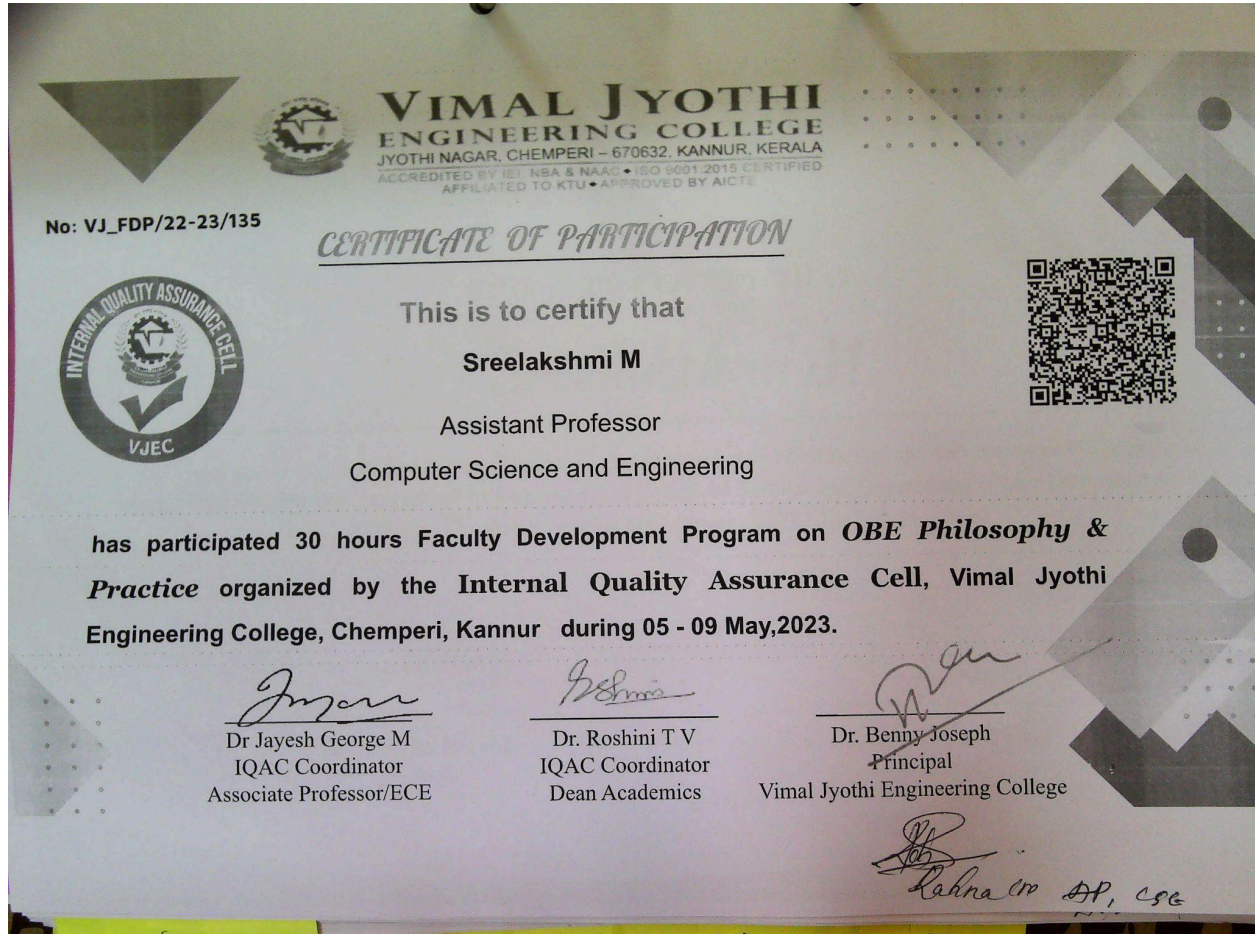 VIMAL JYOTHI
ENGINEERING COLLEGE
JYOTHI NAGAR, CHEMPERI – 670632, KANNUR, KERALA
ACCREDITED BY IEI, NBA & NAAC • ISO 9001:2015 CERTIFIED
AFFILIATED TO KTU • APPROVED BY AICTE
No: VJ_FDP/22-23/135
CERTIFICATE OF PARTICIPATION
INTERNAL QUALITY ASSURANCE CELL
VJEC
This is to certify that
Sreelakshmi M
Assistant Professor
Computer Science and Engineering
has participated 30 hours Faculty Development Program on OBE Philosophy &
Practice organized by the Internal Quality Assurance Cell, Vimal Jyothi
Engineering College, Chemperi, Kannur during 05 - 09 May,2023.
Dr Jayesh George M
IQAC Coordinator
Associate Professor/ECE
Dr. Roshini T V
IQAC Coordinator
Dean Academics
Dr. Benny Joseph
Principal
Vimal Jyothi Engineering College
Rahna AP, CSE